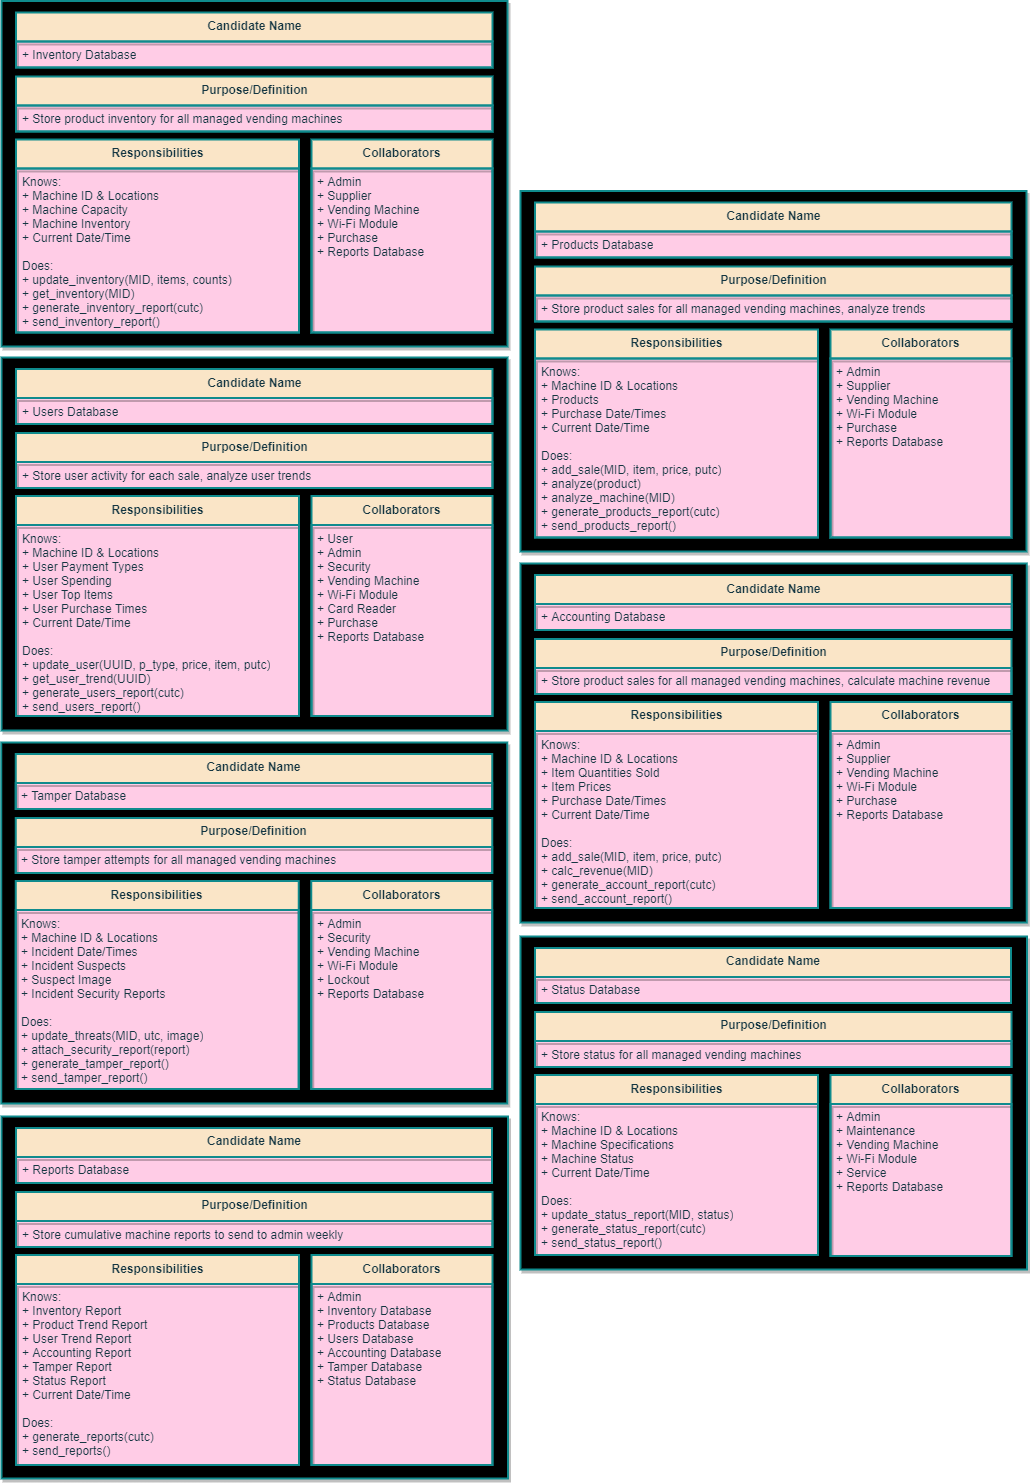 Candidate Name
+ Inventory Database
Purpose/Definition
+ Store product inventory for all managed vending machines
Responsibilities
Knows:
+ Machine ID & Locations
+ Machine Capacity
+ Machine Inventory
+ Current Date/Time
Does:
+ update_inventory(MID, items, counts)
+ get_inventory(MID)
+ generate_inventory_report(cutc)
+ send_inventory_report()
Collaborators
+ Admin
+ Supplier
+ Vending Machine
+ Wi-Fi Module
+ Purchase
+ Reports Database
Candidate Name
+ Users Database
Purpose/Definition
+ Store user activity for each sale, analyze user trends
Responsibilities
Knows:
+ Machine ID & Locations
+ User Payment Types
+ User Spending
+ User Top Items
+ User Purchase Times
+ Current Date/Time
Does:
+ update_user(UUID, p_type, price, item, putc)
+ get_user_trend(UUID)
+ generate_users_report(cutc)
+ send_users_report()
Collaborators
+ User
+ Admin
+ Security
+ Vending Machine
+ Wi-Fi Module
+ Card Reader
+ Purchase
+ Reports Database
Candidate Name
+ Tamper Database
Purpose/Definition
+ Store tamper attempts for all managed vending machines
Responsibilities
Knows:
+ Machine ID & Locations
+ Incident Date/Times
+ Incident Suspects
+ Suspect Image
+ Incident Security Reports
Does:
+ update_threats(MID, utc, image)
+ attach_security_report(report)
+ generate_tamper_report()
+ send_tamper_report()
Collaborators
+ Admin
+ Security
+ Vending Machine
+ Wi-Fi Module
+ Lockout
+ Reports Database
Candidate Name
+ Reports Database
Purpose/Definition
+ Store cumulative machine reports to send to admin weekly
Responsibilities
Knows:
+ Inventory Report
+ Product Trend Report
+ User Trend Report
+ Accounting Report
+ Tamper Report
+ Status Report
+ Current Date/Time
Does:
+ generate_reports(cutc)
+ send_reports()
Collaborators
+ Admin
+ Inventory Database
+ Products Database
+ Users Database
+ Accounting Database
+ Tamper Database
+ Status Database
Candidate Name
+ Products Database
Purpose/Definition
+ Store product sales for all managed vending machines, analyze trends
Responsibilities
Knows:
+ Machine ID & Locations
+ Products
+ Purchase Date/Times
+ Current Date/Time
Does:
+ add_sale(MID, item, price, putc)
+ analyze(product)
+ analyze_machine(MID)
+ generate_products_report(cutc)
+ send_products_report()
Collaborators
+ Admin
+ Supplier
+ Vending Machine
+ Wi-Fi Module
+ Purchase
+ Reports Database
Candidate Name
+ Accounting Database
Purpose/Definition
+ Store product sales for all managed vending machines, calculate machine revenue
Responsibilities
Knows:
+ Machine ID & Locations
+ Item Quantities Sold
+ Item Prices
+ Purchase Date/Times
+ Current Date/Time
Does:
+ add_sale(MID, item, price, putc)
+ calc_revenue(MID)
+ generate_account_report(cutc)
+ send_account_report()
Collaborators
+ Admin
+ Supplier
+ Vending Machine
+ Wi-Fi Module
+ Purchase
+ Reports Database
Candidate Name
+ Status Database
Purpose/Definition
+ Store status for all managed vending machines
Responsibilities
Knows:
+ Machine ID & Locations
+ Machine Specifications
+ Machine Status
+ Current Date/Time
Does:
+ update_status_report(MID, status)
+ generate_status_report(cutc)
+ send_status_report()
Collaborators
+ Admin
+ Maintenance
+ Vending Machine
+ Wi-Fi Module
+ Service
+ Reports Database